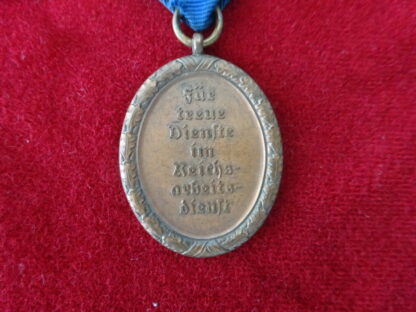 Für
treue
Dienste
im
Reichs-
arbeits-
dienst